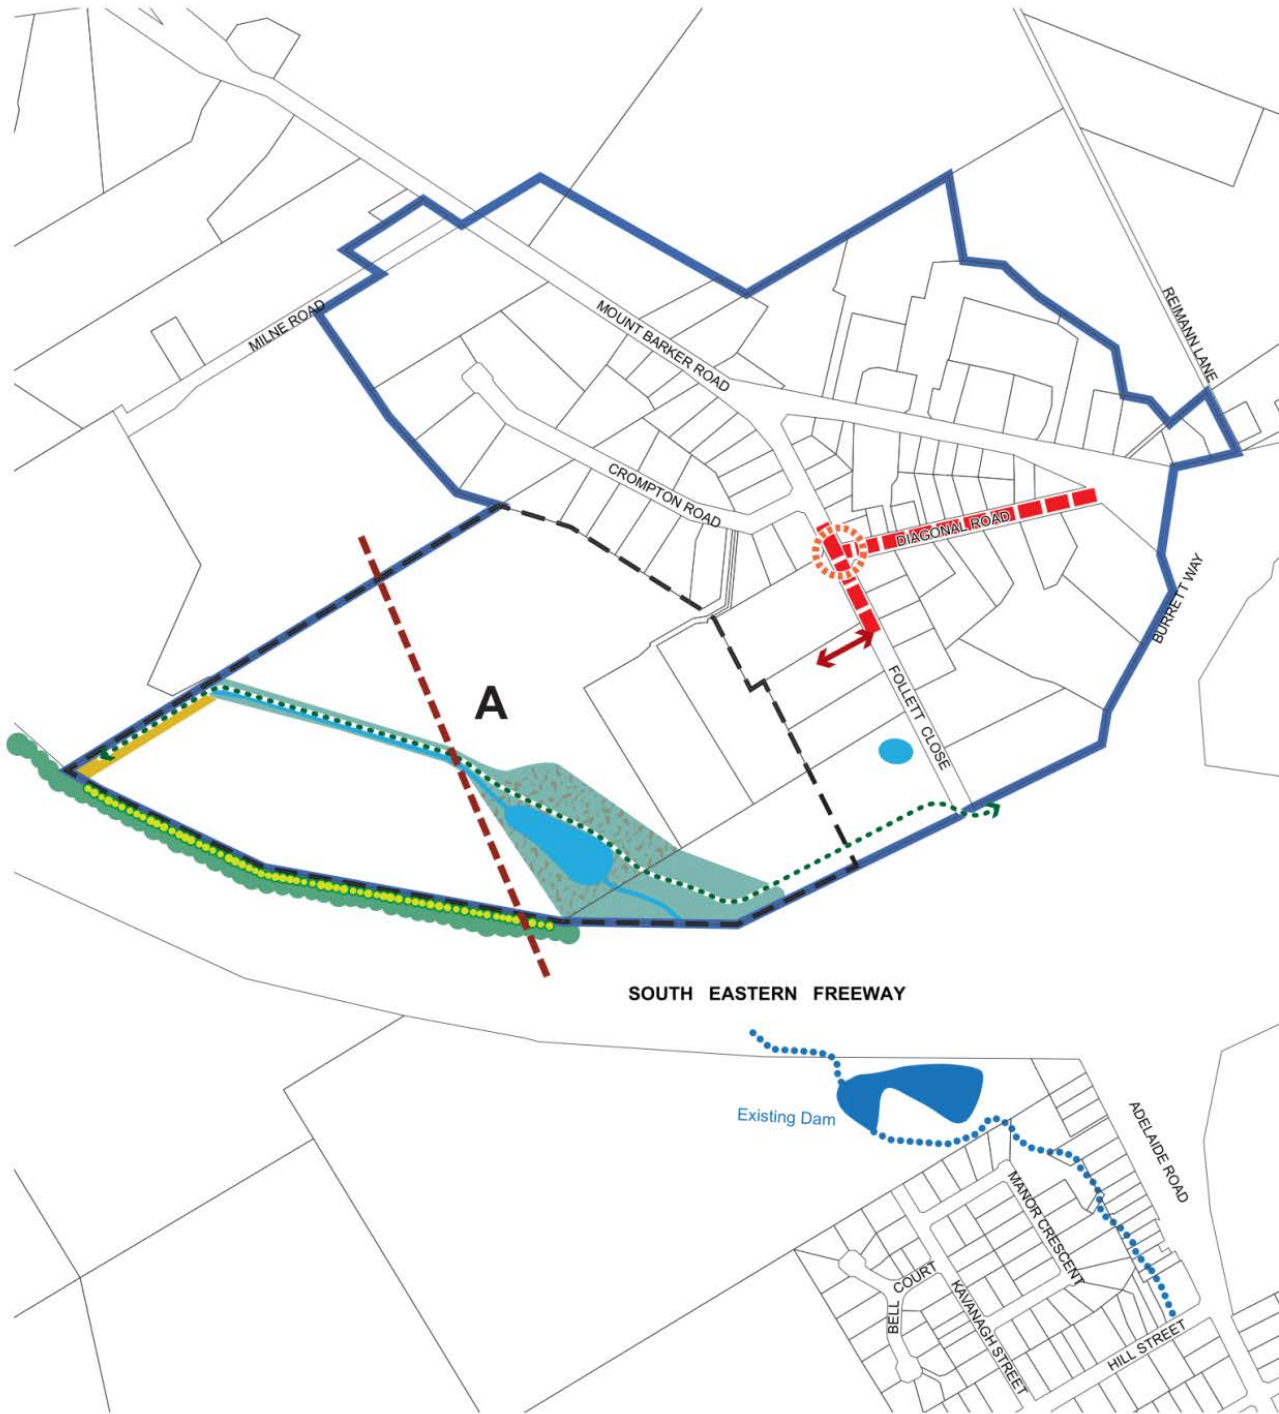 MILNE ROAD
MOUNT BARKER ROAD
REIMANN LANE
CROMPTON ROAD
DIAGONAL ROAD
BURRETT WAY
A
FOLLETT CLOSE
SOUTH EASTERN FREEWAY
Existing Dam
ADELAIDE ROAD
MANOR CRESCENT
BELL COURT
KAVANAGH STREET
HILL STREET